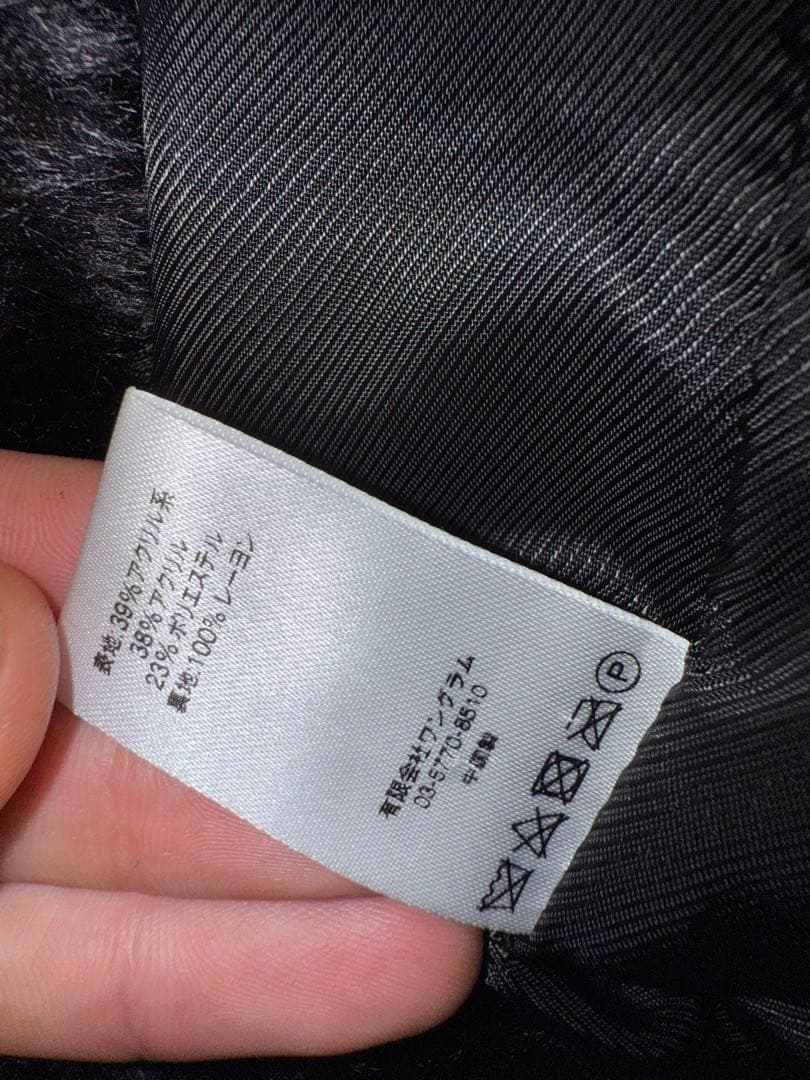 表地.39%アクリル系
38%アクリル
23%ポリエステル
裏地.100%レーヨン
有限会社ワングラム
03-5770-8510
中国製
P